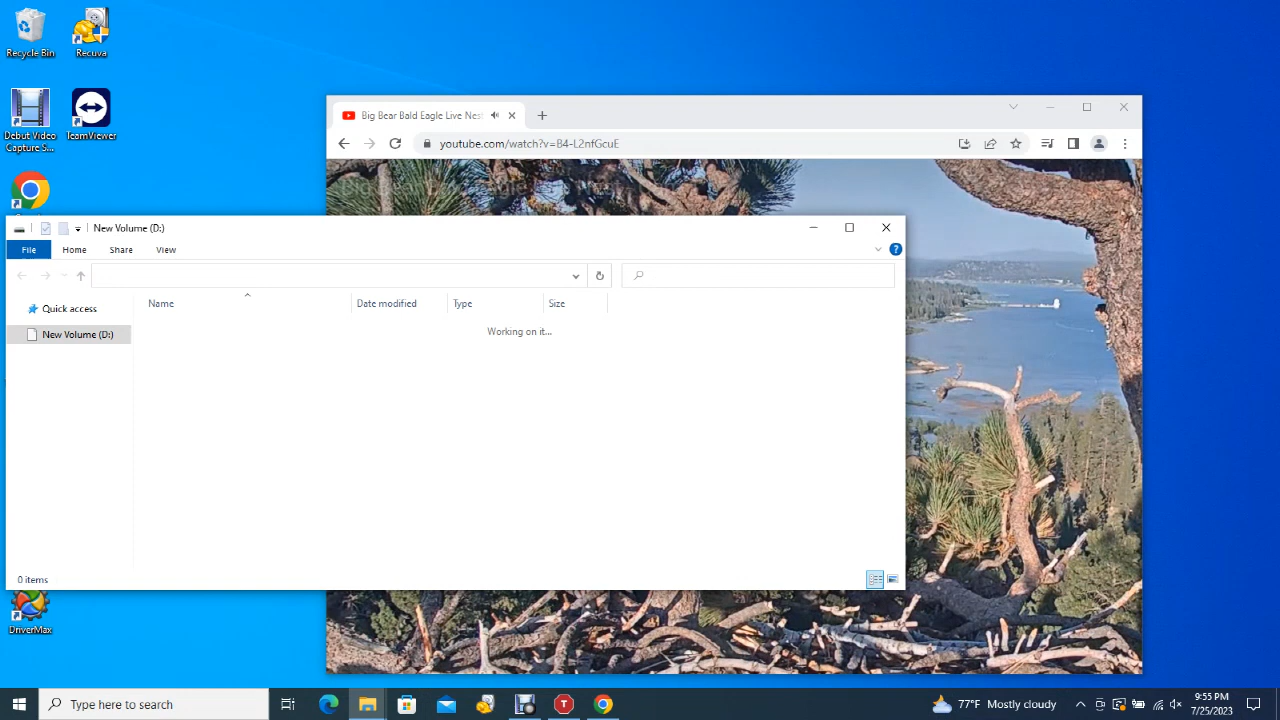 Recycle Bin
Recuva
Debut Video
Capture S...
TeamViewer
Big Bear Bald Eagle Live Nest
youtube.com/watch?v=B4-L2nfGcuE
New Volume (D:)
File
Home
Share
View
Quick access
New Volume (D:)
Name
Date modified
Type
Size
Working on it...
0 items
DriverMax
Type here to search
77°F Mostly cloudy
9:55 PM
7/25/2023